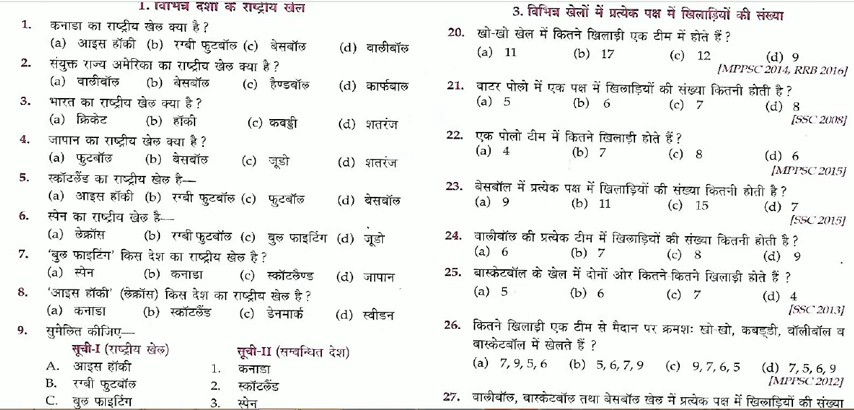 1. विभिन्न देशों के राष्ट्रीय खेल
1. कनाडा का राष्ट्रीय खेल क्या है ?
(a) आइस हॉकी (b) रग्बी फुटबॉल (c) बेसबॉल (d) वालीबॉल
2. संयुक्त राज्य अमेरिका का राष्ट्रीय खेल क्या है ?
(a) वालीबॉल (b) बेसबॉल (c) हैण्डबॉल (d) कार्फबाल
3. भारत का राष्ट्रीय खेल क्या है ?
(a) क्रिकेट (b) हॉकी (c) कबड्डी (d) शतरंज
4. जापान का राष्ट्रीय खेल क्या है ?
(a) फुटबॉल (b) बेसबॉल (c) जूडो (d) शतरंज
5. स्कॉटलैंड का राष्ट्रीय खेल है—
(a) आइस हॉकी (b) रग्बी फुटबॉल (c) फुटबॉल (d) बेसबॉल
6. स्पेन का राष्ट्रीय खेल है—
(a) लेक्रॉस (b) रग्बी फुटबॉल (c) बुल फाइटिंग (d) जूडो
7. 'बुल फाइटिंग' किस देश का राष्ट्रीय खेल है ?
(a) स्पेन (b) कनाडा (c) स्कॉटलैण्ड (d) जापान
8. 'आइस हॉकी' (लेक्रॉस) किस देश का राष्ट्रीय खेल है ?
(a) कनाडा (b) स्कॉटलैंड (c) डेनमार्क (d) स्वीडन
9. सुमेलित कीजिए—
सूची-I (राष्ट्रीय खेल) सूची-II (सम्बन्धित देश)
A. आइस हॉकी 1. कनाडा
B. रग्बी फुटबॉल 2. स्कॉटलैंड
C. बुल फाइटिंग 3. स्पेन
3. विभिन्न खेलों में प्रत्येक पक्ष में खिलाड़ियों की संख्या
20. खो-खो खेल में कितने खिलाड़ी एक टीम में होते हैं ?
(a) 11 (b) 17 (c) 12 (d) 9
[MPPSC 2014, RRB 2016]
21. वाटर पोलो में एक पक्ष में खिलाड़ियों की संख्या कितनी होती है ?
(a) 5 (b) 6 (c) 7 (d) 8
[SSC 2008]
22. एक पोलो टीम में कितने खिलाड़ी होते हैं ?
(a) 4 (b) 7 (c) 8 (d) 6
[MPPSC 2015]
23. बेसबॉल में प्रत्येक पक्ष में खिलाड़ियों की संख्या कितनी होती है ?
(a) 9 (b) 11 (c) 15 (d) 7
[SSC 2015]
24. वालीबॉल की प्रत्येक टीम में खिलाड़ियों की संख्या कितनी होती है ?
(a) 6 (b) 7 (c) 8 (d) 9
25. बास्केटबॉल के खेल में दोनों ओर कितने-कितने खिलाड़ी होते हैं ?
(a) 5 (b) 6 (c) 7 (d) 4
[SSC 2013]
26. कितने खिलाड़ी एक टीम से मैदान पर क्रमशः खो-खो, कबड्डी, वॉलीबॉल व
बास्केटबॉल में खेलते हैं ?
(a) 7, 9, 5, 6 (b) 5, 6, 7, 9 (c) 9, 7, 6, 5 (d) 7, 5, 6, 9
[MPPSC 2012]
27. वालीबॉल, बास्केटबॉल तथा बेसबॉल खेल में प्रत्येक पक्ष में खिलाड़ियों की संख्या